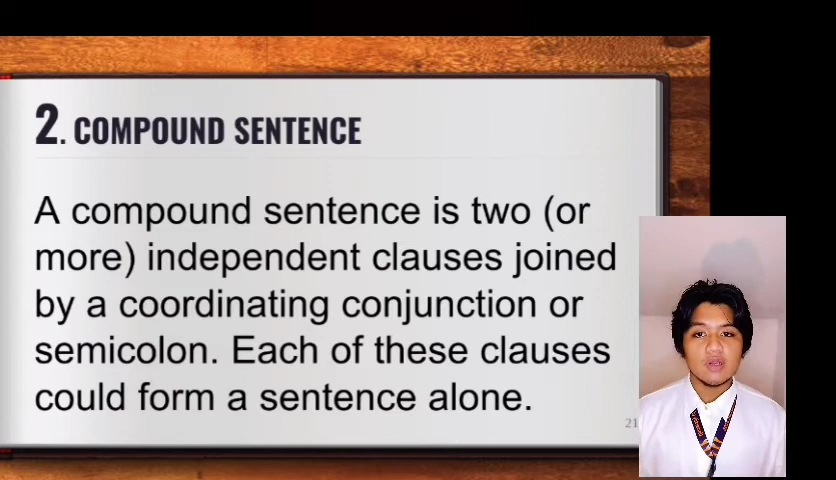 2. COMPOUND SENTENCE
A compound sentence is two (or
more) independent clauses joined
by a coordinating conjunction or
semicolon. Each of these clauses
could form a sentence alone.
21